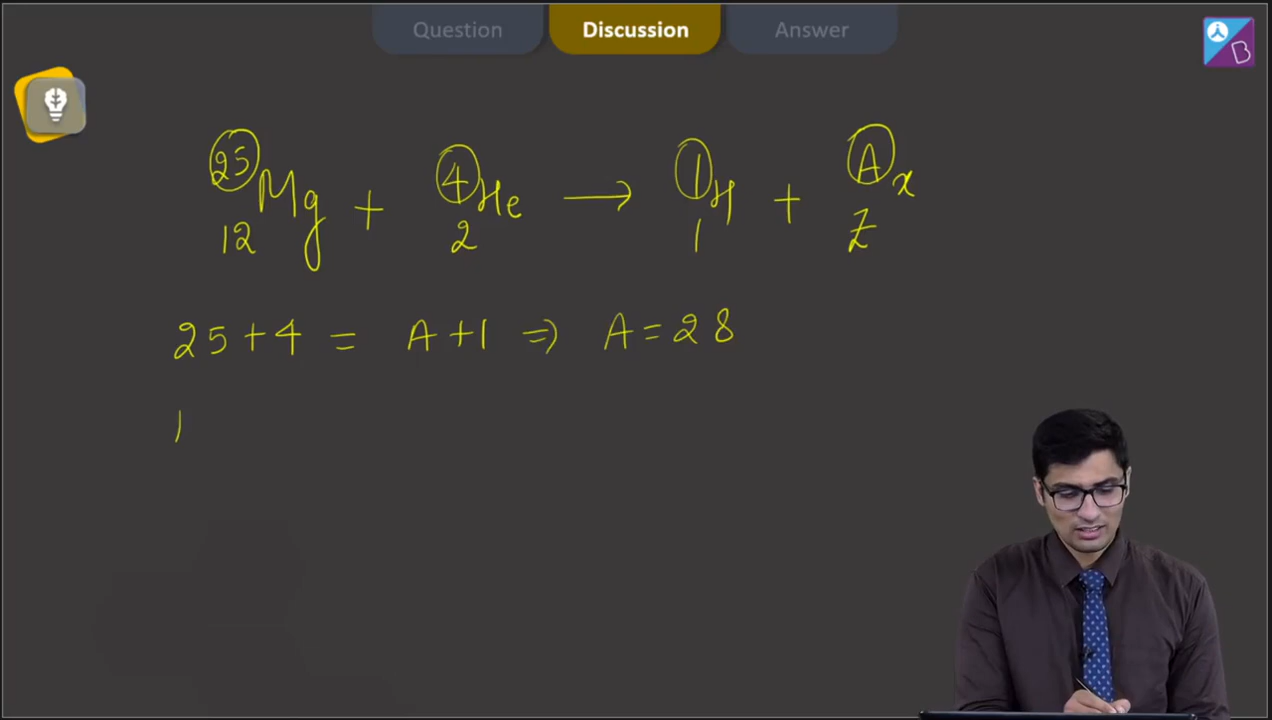 Question Discussion Answer
B
25 4 1 A
Mg + He → H + x
12 2 1 Z
25 + 4 = A + 1 ⇒ A = 28
1